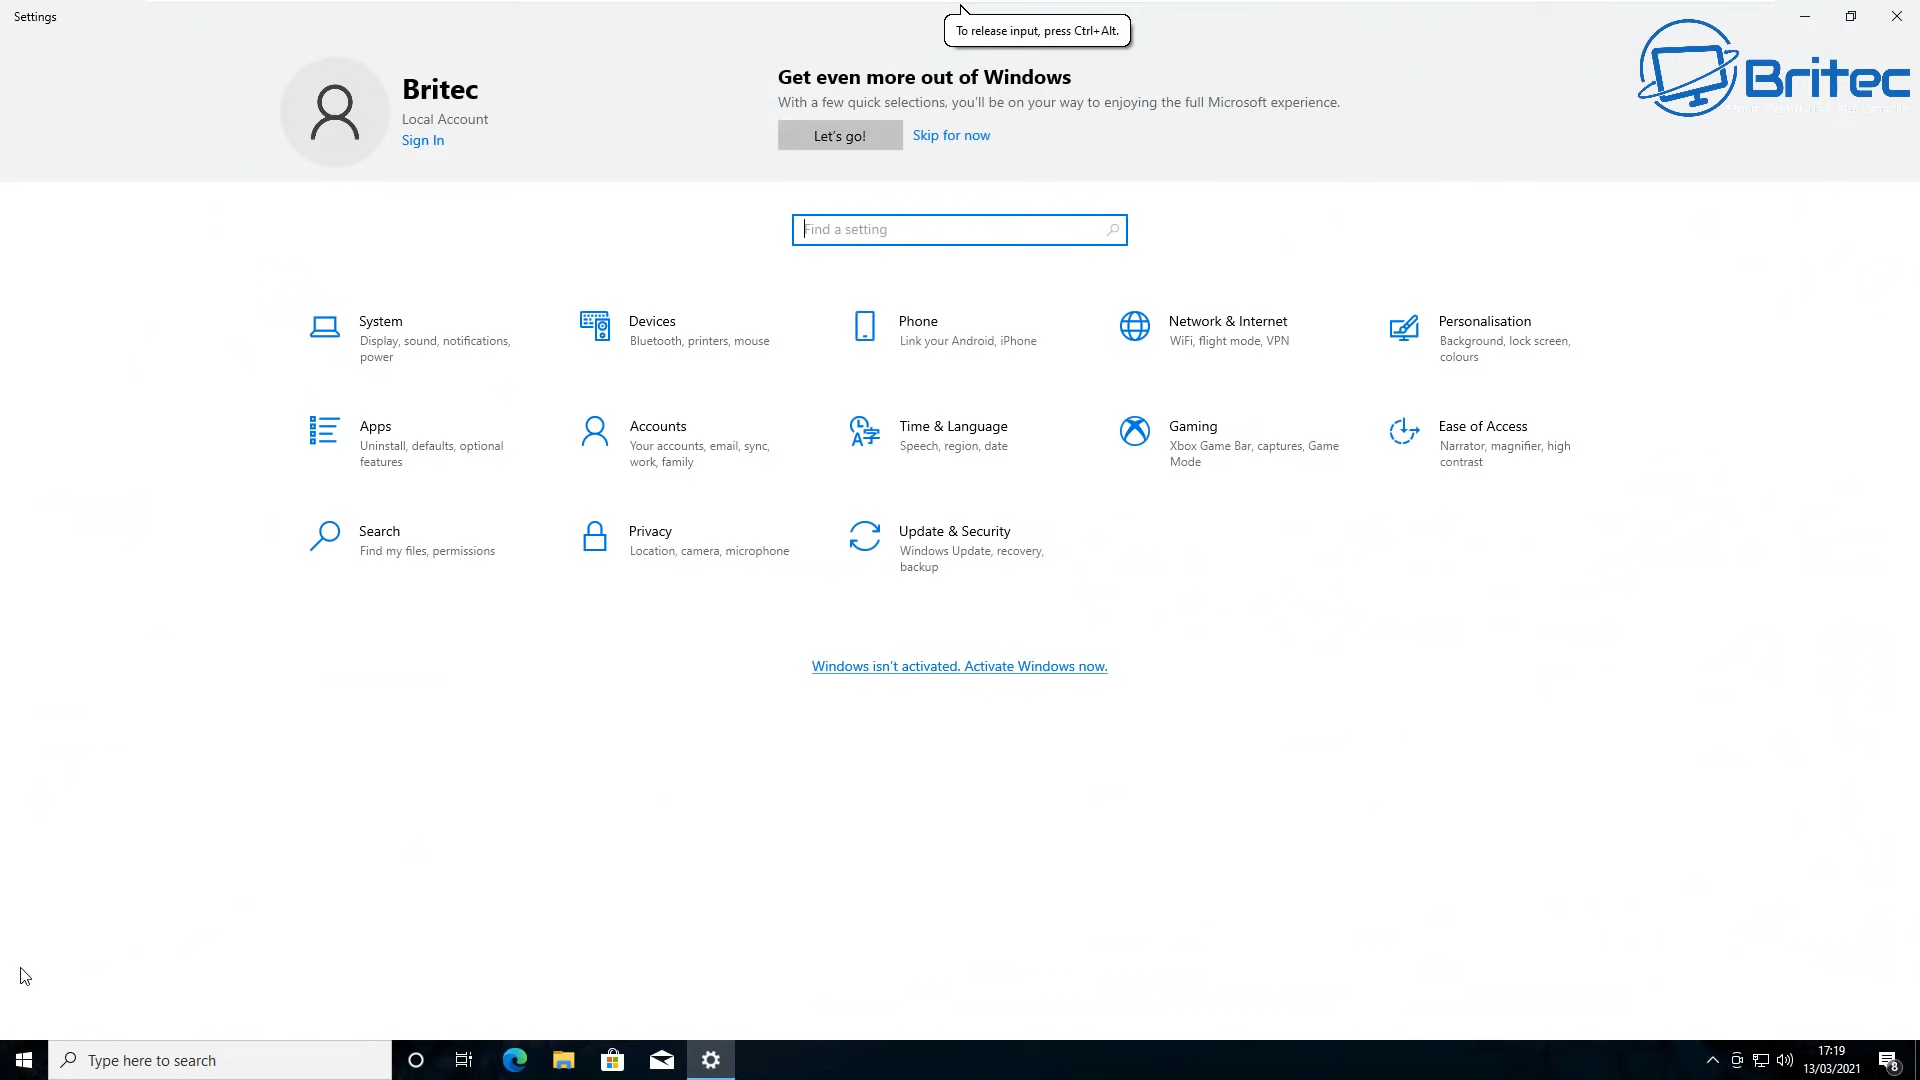 Settings
To release input, press Ctrl+Alt.
Britec
Britec
Local Account
Sign In
Get even more out of Windows
With a few quick selections, you'll be on your way to enjoying the full Microsoft experience.
Let's go!
Skip for now
Find a setting
System
Display, sound, notifications,
power
Devices
Bluetooth, printers, mouse
Phone
Link your Android, iPhone
Network & Internet
WiFi, flight mode, VPN
Personalisation
Background, lock screen,
colours
Apps
Uninstall, defaults, optional
features
Accounts
Your accounts, email, sync,
work, family
Time & Language
Speech, region, date
Gaming
Xbox Game Bar, captures, Game
Mode
Ease of Access
Narrator, magnifier, high
contrast
Search
Find my files, permissions
Privacy
Location, camera, microphone
Update & Security
Windows Update, recovery,
backup
Windows isn't activated. Activate Windows now.
Type here to search
17:19
13/03/2021
8